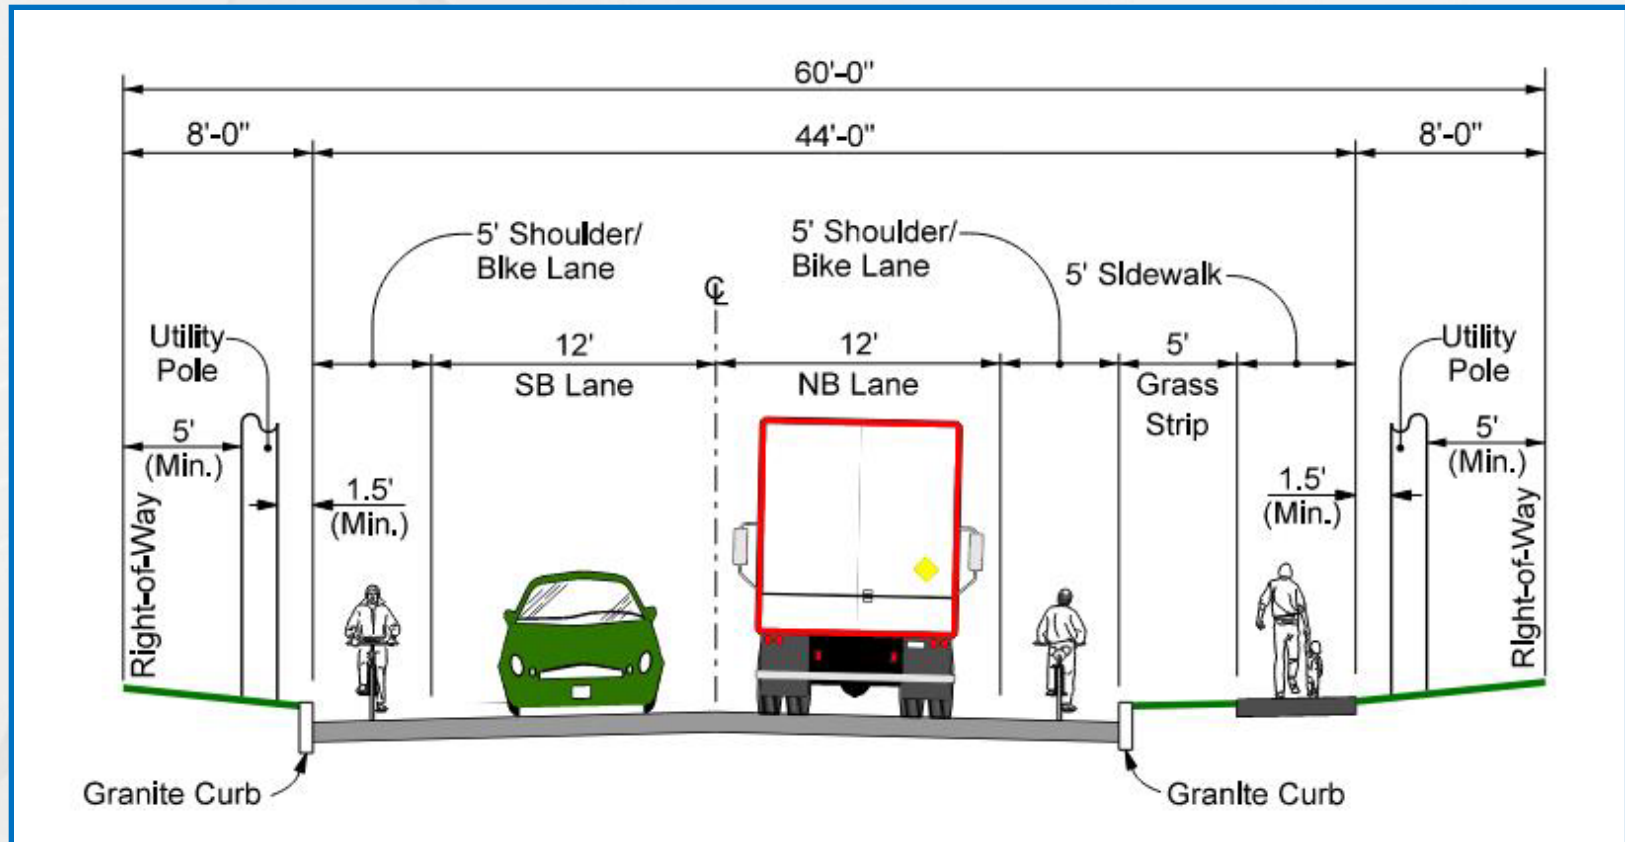 60'-0"
8'-0"
44'-0"
8'-0"
5' Shoulder/
Bike Lane
5' Shoulder/
Bike Lane
5' Sidewalk
℄
Utility
Pole
12'
SB Lane
12'
NB Lane
5'
Grass
Strip
Utility
Pole
5'
(Min.)
1.5'
(Min.)
1.5'
(Min.)
5'
(Min.)
Right-of-Way
Right-of-Way
Granite Curb
Granite Curb